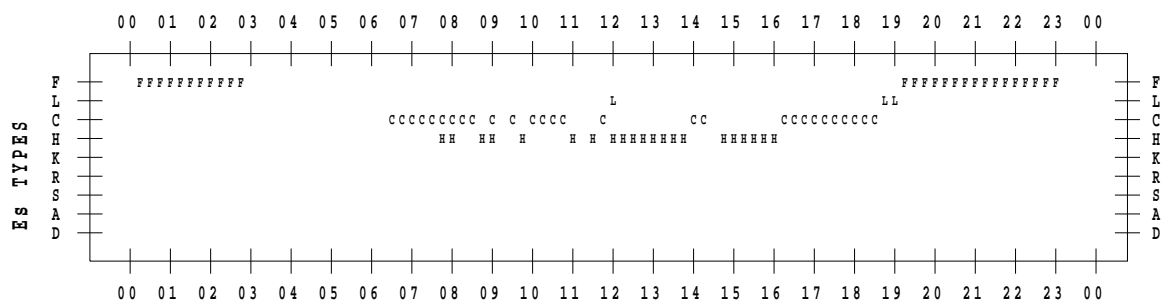 00 01 02 03 04 05 06 07 08 09 10 11 12 13 14 15 16 17 18 19 20 21 22 23 00
F FFFFFFFFFFF FFFFFFFFFFFFFFFF F
L L LL L
C CCCCCCCCC C C CCCC C CC CCCCCCCCCC C
H HH HH H H H HHHHHHHH HHHHHH H
K K
R R
S S
A A
D D
Es TYPES
00 01 02 03 04 05 06 07 08 09 10 11 12 13 14 15 16 17 18 19 20 21 22 23 00